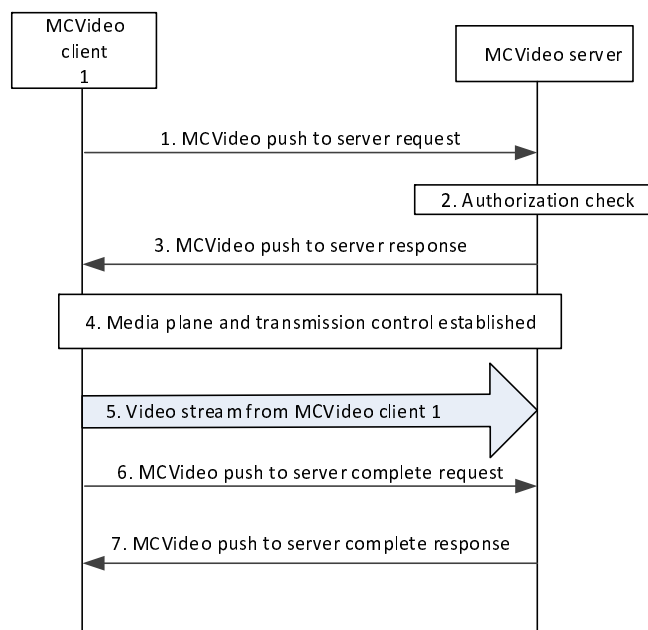 MCVideo
client
1
MCVideo server
1. MCVideo push to server request
2. Authorization check
3. MCVideo push to server response
4. Media plane and transmission control established
5. Video stream from MCVideo client 1
6. MCVideo push to server complete request
7. MCVideo push to server complete response